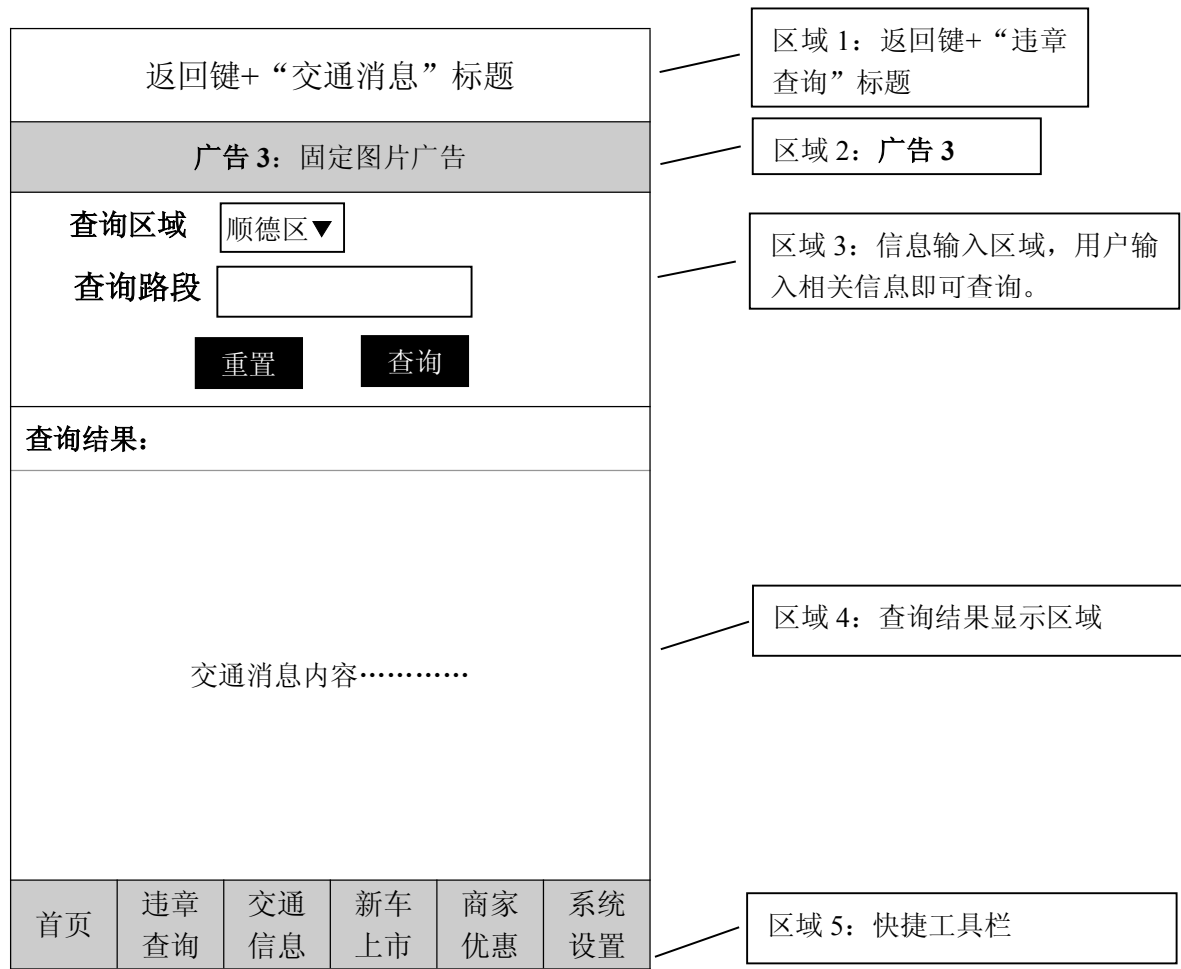 返回键+“交通消息”标题
广告 3：固定图片广告
查询区域 顺德区▼
查询路段
重置 查询
查询结果：
交通消息内容…………
首页
违章
查询
交通
信息
新车
上市
商家
优惠
系统
设置
区域 1：返回键+“违章
查询”标题
区域 2：广告 3
区域 3：信息输入区域，用户输
入相关信息即可查询。
区域 4：查询结果显示区域
区域 5：快捷工具栏